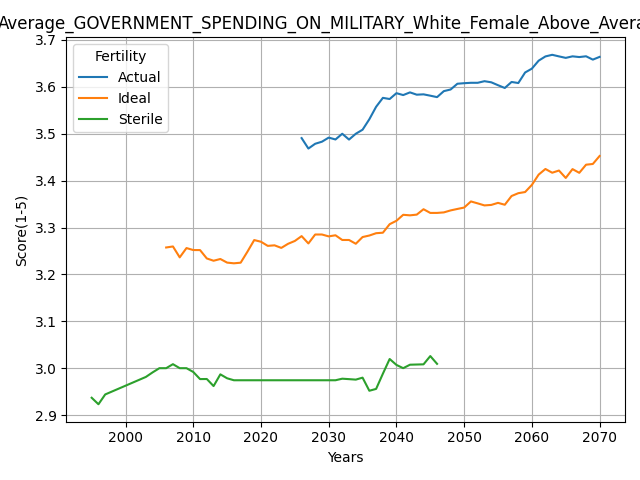 Average_GOVERNMENT_SPENDING_ON_MILITARY_White_Female_Above_Avera
Fertility
Actual
Ideal
Sterile
Score(1-5)
3.7
3.6
3.5
3.4
3.3
3.2
3.1
3.0
2.9
2000 2010 2020 2030 2040 2050 2060 2070
Years